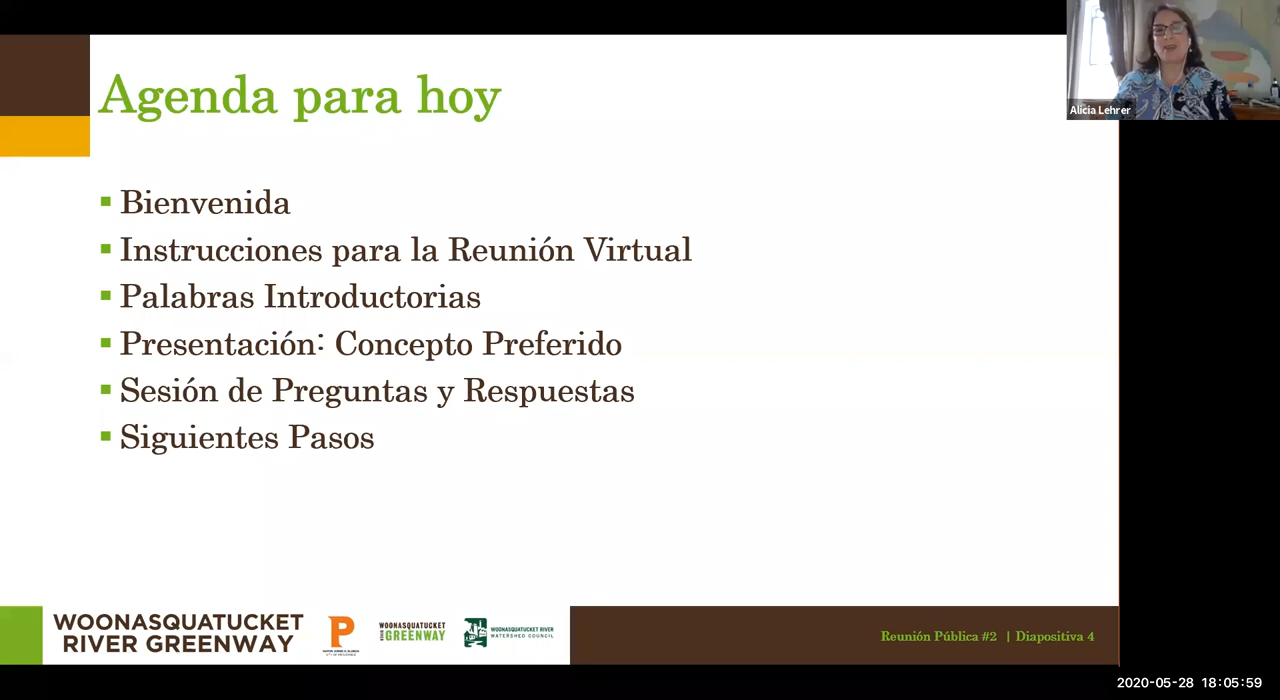 Agenda para hoy
Alicia Lehrer
Bienvenida
Instrucciones para la Reunión Virtual
Palabras Introductorias
Presentación: Concepto Preferido
Sesión de Preguntas y Respuestas
Siguientes Pasos
WOONASQUATUCKET
RIVER GREENWAY
P
WOONASQUATUCKET
RIVER GREENWAY
WOONASQUATUCKET RIVER
WATERSHED COUNCIL
Reunión Pública #2 | Diapositiva 4
2020-05-28 18:05:59